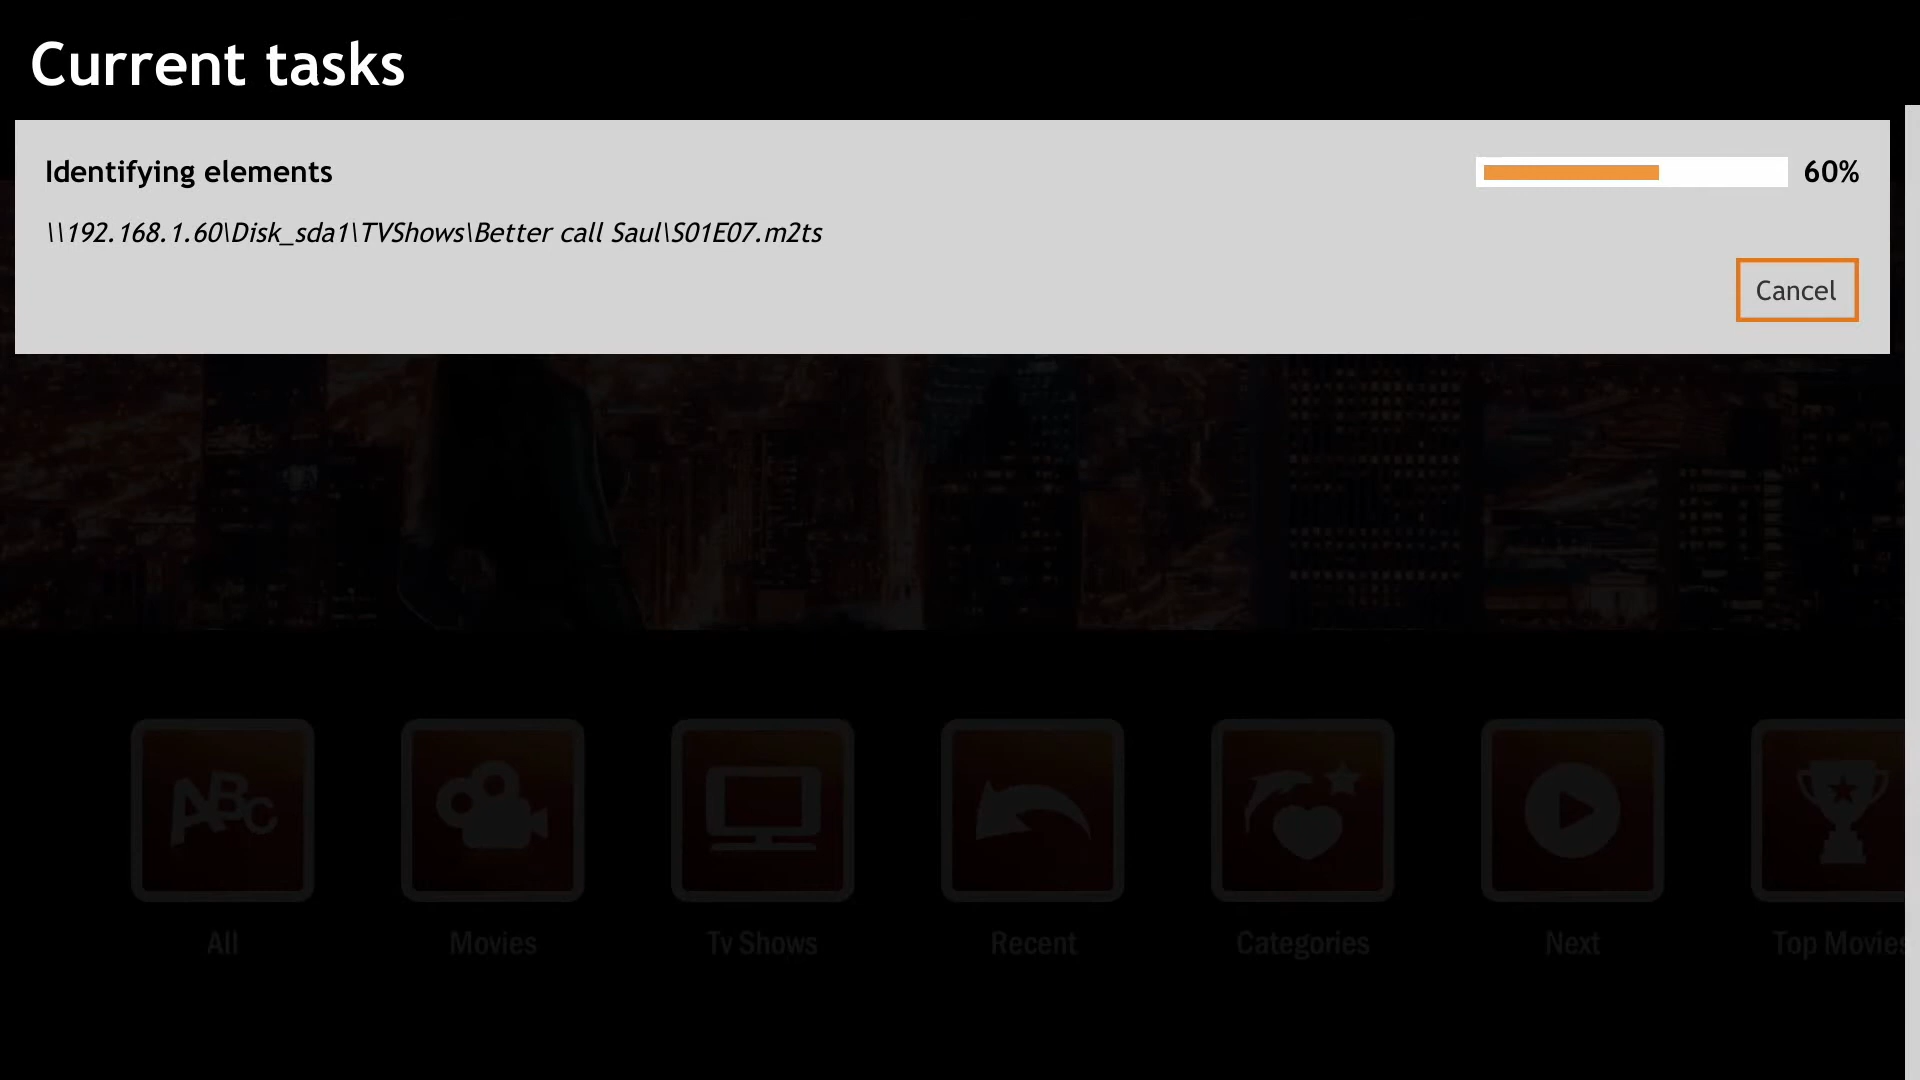 Current tasks
Identifying elements 60%
\\192.168.1.60\Disk_sda1\TVShows\Better call Saul\S01E07.m2ts
Cancel
ABC
All Movies Tv Shows Recent Categories Next Top Movies